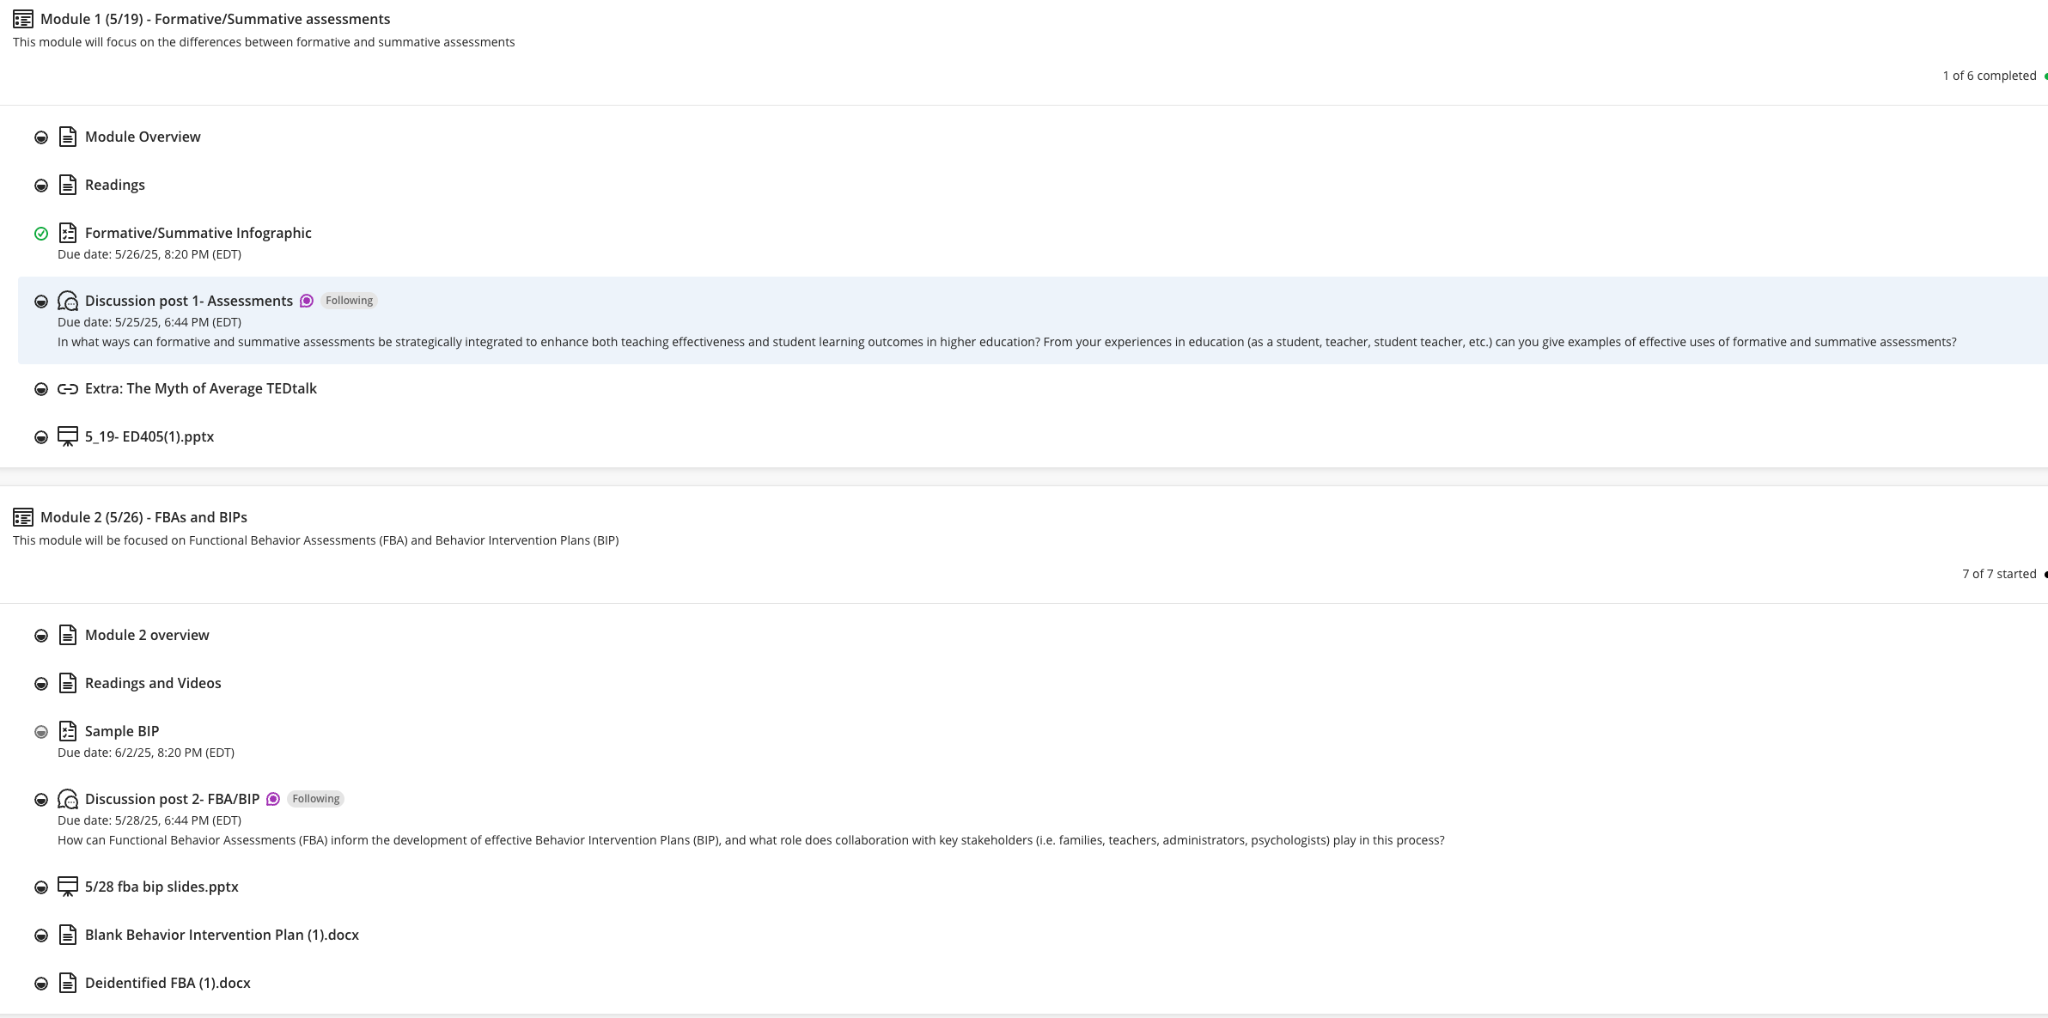 Module 1 (5/19) - Formative/Summative assessments
This module will focus on the differences between formative and summative assessments
1 of 6 completed
Module Overview
Readings
Formative/Summative Infographic
Due date: 5/26/25, 8:20 PM (EDT)
Discussion post 1- Assessments Following
Due date: 5/25/25, 6:44 PM (EDT)
In what ways can formative and summative assessments be strategically integrated to enhance both teaching effectiveness and student learning outcomes in higher education? From your experiences in education (as a student, teacher, student teacher, etc.) can you give examples of effective uses of formative and summative assessments?
Extra: The Myth of Average TEDtalk
5_19- ED405(1).pptx
Module 2 (5/26) - FBAs and BIPs
This module will be focused on Functional Behavior Assessments (FBA) and Behavior Intervention Plans (BIP)
7 of 7 started
Module 2 overview
Readings and Videos
Sample BIP
Due date: 6/2/25, 8:20 PM (EDT)
Discussion post 2- FBA/BIP Following
Due date: 5/28/25, 6:44 PM (EDT)
How can Functional Behavior Assessments (FBA) inform the development of effective Behavior Intervention Plans (BIP), and what role does collaboration with key stakeholders (i.e. families, teachers, administrators, psychologists) play in this process?
5/28 fba bip slides.pptx
Blank Behavior Intervention Plan (1).docx
Deidentified FBA (1).docx